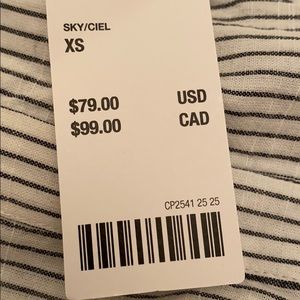 SKY/CIEL
XS
$79.00 USD
$99.00 CAD
CP2541 25 25